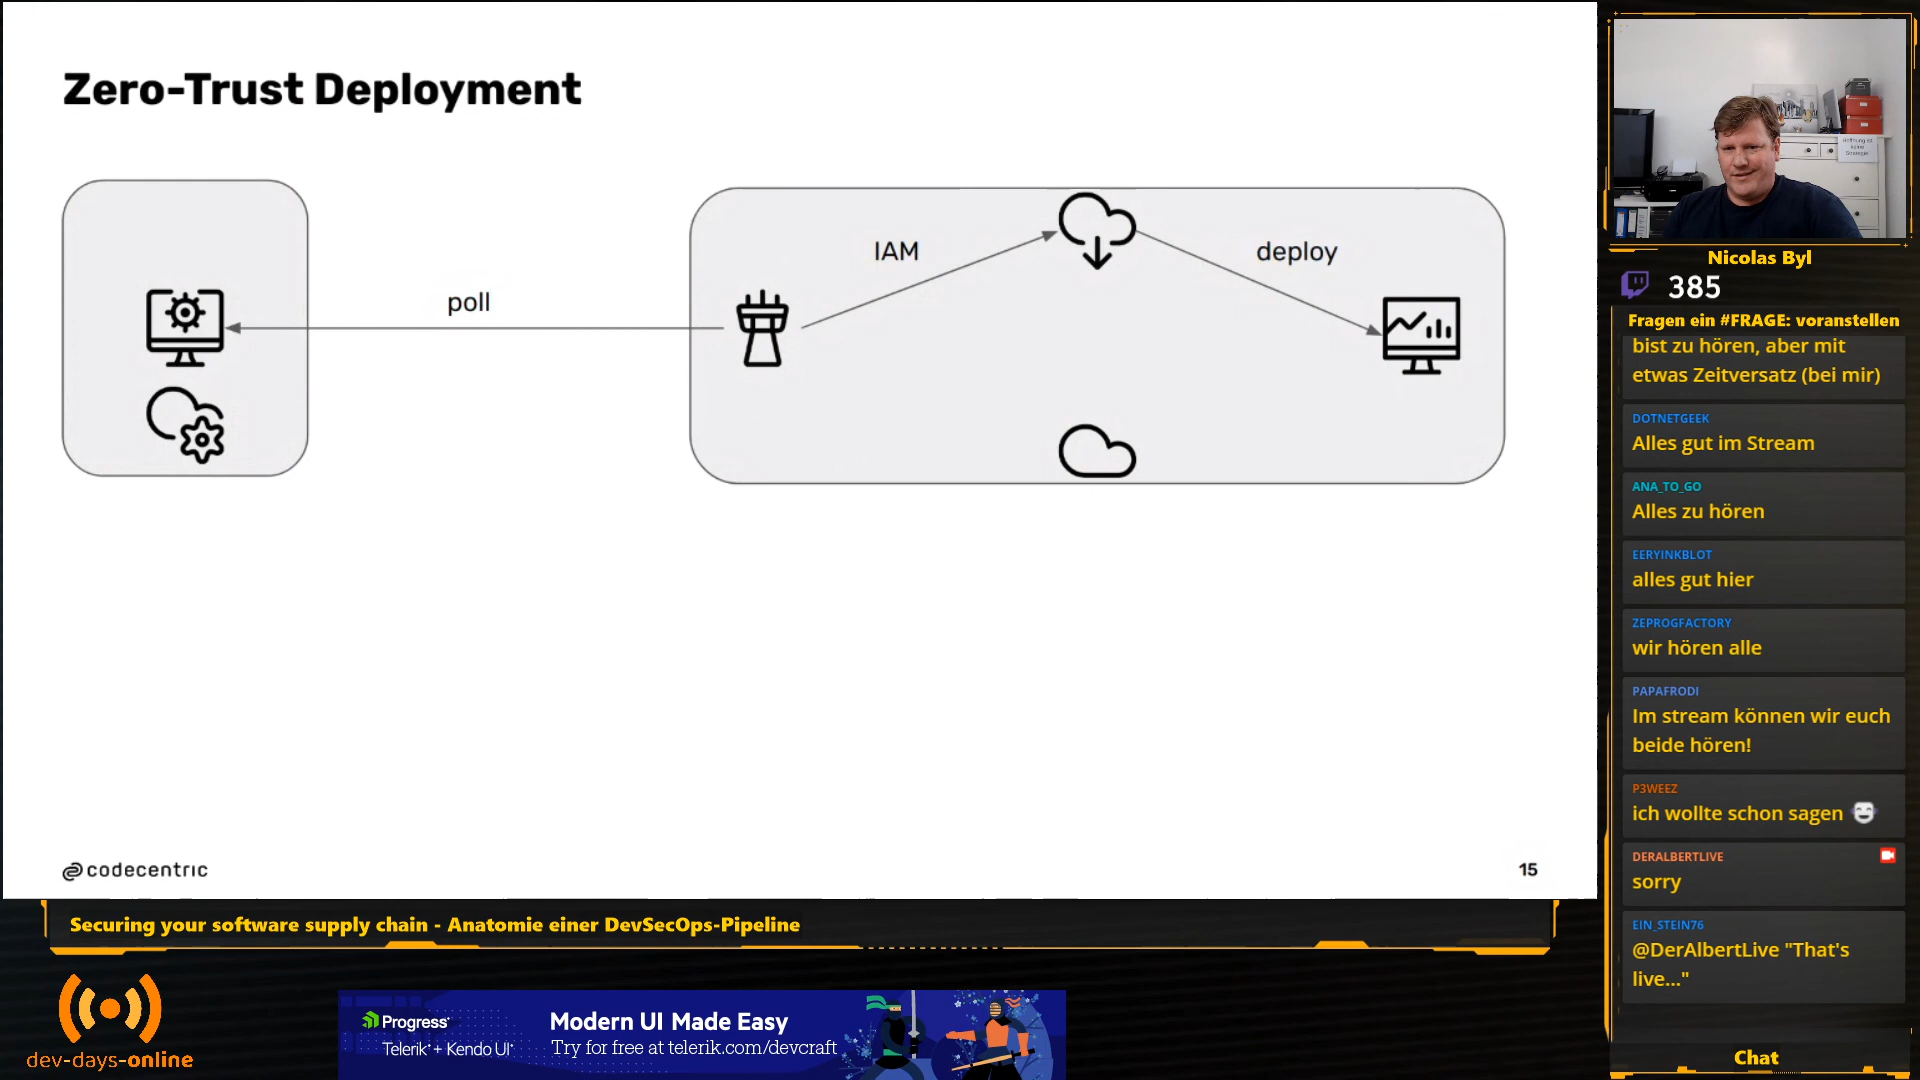 Zero-Trust Deployment
poll
IAM
deploy
codecentric
15
Hoffnung ist
keine
Strategie
Nicolas Byl
385
Fragen ein #FRAGE: voranstellen
bist zu hören, aber mit
etwas Zeitversatz (bei mir)
DOTNETGEEK
Alles gut im Stream
ANA_TO_GO
Alles zu hören
EERYINKBLOT
alles gut hier
ZEPROGFACTORY
wir hören alle
PAPAFRODI
Im stream können wir euch
beide hören!
P3WEEZ
ich wollte schon sagen
DERALBERTLIVE
sorry
EIN_STEIN76
@DerAlbertLive "That's
live..."
Chat
Securing your software supply chain - Anatomie einer DevSecOps-Pipeline
dev-days-online
Progress
Telerik + Kendo UI
Modern UI Made Easy
Try for free at telerik.com/devcraft